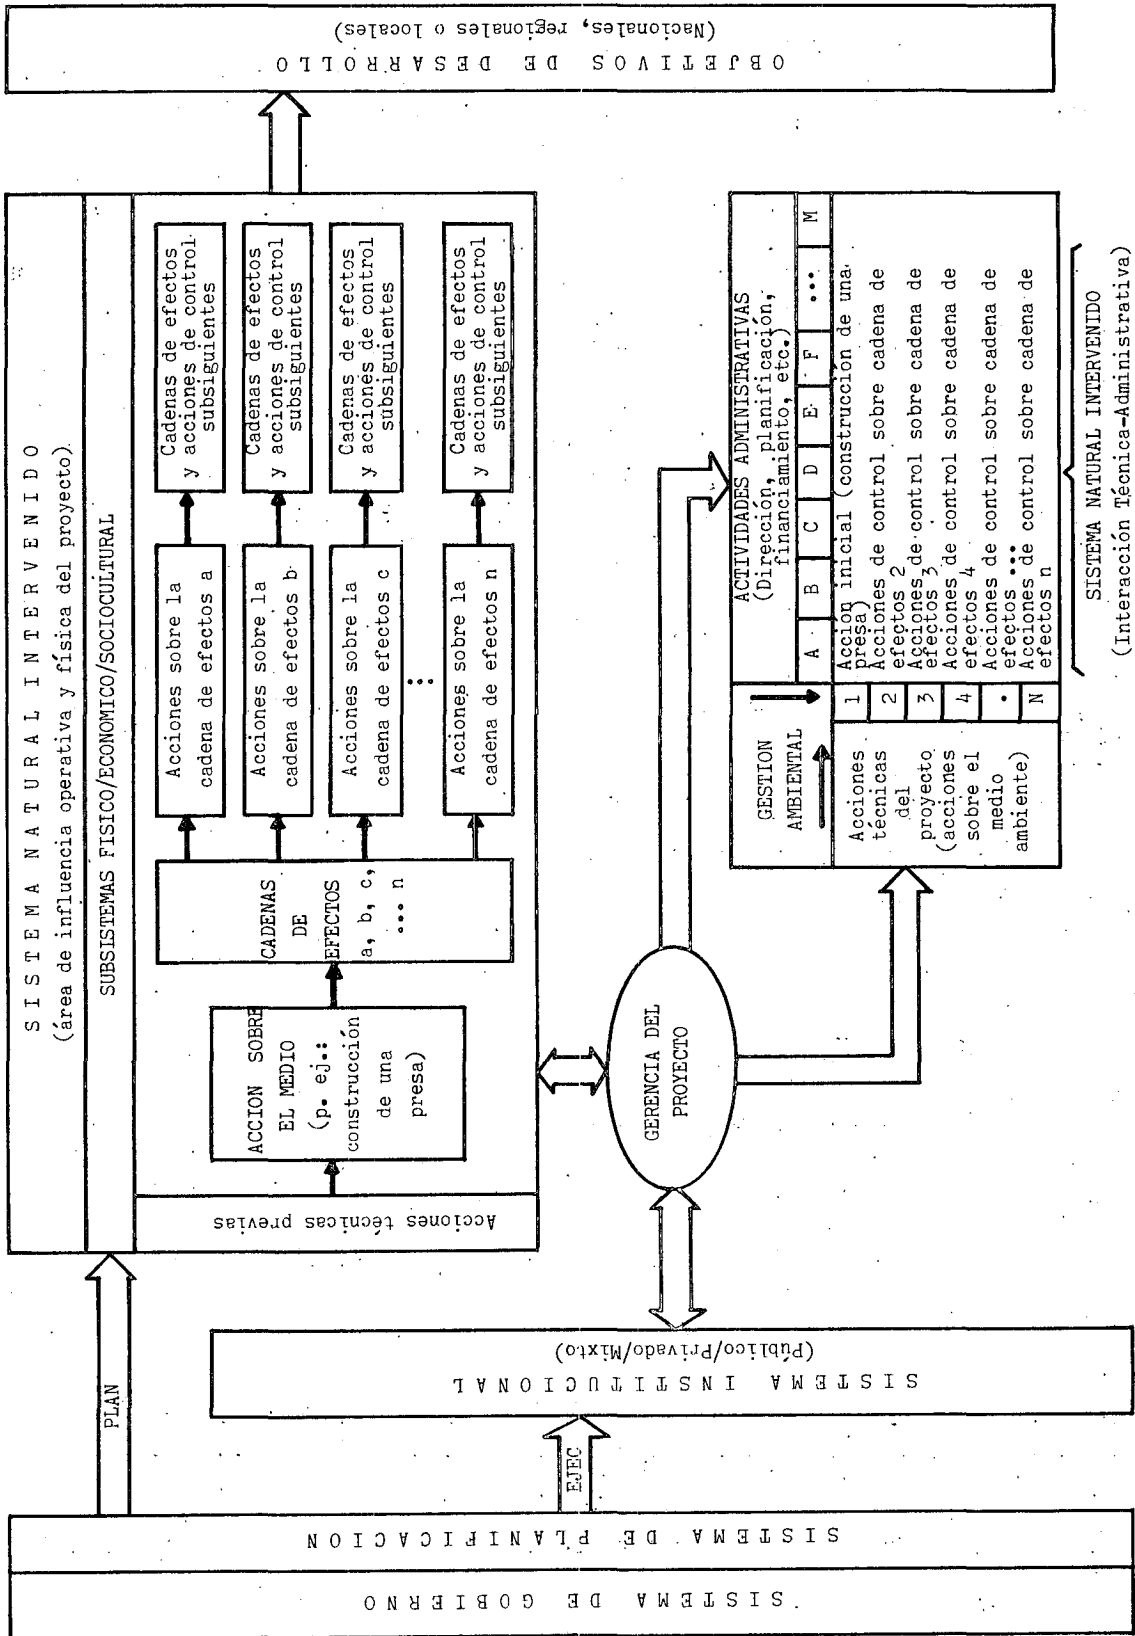 SISTEMA DE GOBIERNO
SISTEMA DE PLANIFICACION
PLAN
EJEC
SISTEMA INSTITUCIONAL
(Público/Privado/Mixto)
SISTEMA NATURAL INTERVENIDO
(área de influencia operativa y física del proyecto)
SUBSISTEMAS FISICO/ECONOMICO/SOCIOCULTURAL
Acciones técnicas previas
ACCION SOBRE
EL MEDIO
(p. ej.:
construcción
de una
presa)
CADENAS
DE
EFECTOS
a, b, c,
... n
Acciones sobre la
cadena de efectos a
Acciones sobre la
cadena de efectos b
Acciones sobre la
cadena de efectos c
...
Acciones sobre la
cadena de efectos n
Cadenas de efectos
y acciones de control
subsiguientes
Cadenas de efectos
y acciones de control
subsiguientes
Cadenas de efectos
y acciones de control
subsiguientes
Cadenas de efectos
y acciones de control
subsiguientes
OBJETIVOS DE DESARROLLO
(Nacionales, regionales o locales)
GERENCIA DEL
PROYECTO
GESTION
AMBIENTAL
ACTIVIDADES ADMINISTRATIVAS
(Dirección, planificación,
financiamiento, etc.)
A B C D E F ... M
Acciones
técnicas
del
proyecto
(acciones
sobre el
medio
ambiente)
1 Acción inicial (construcción de una
presa)
2 Acciones de control sobre cadena de
efectos 2
3 Acciones de control sobre cadena de
efectos 3
4 Acciones de control sobre cadena de
efectos 4
. Acciones de control sobre cadena de
efectos ...
N Acciones de control sobre cadena de
efectos n
SISTEMA NATURAL INTERVENIDO
(Interacción Técnica-Administrativa)